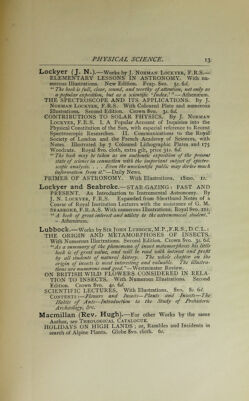 PHYSICAL SCIENCE. 13
Lockyer (J. N.).—Works by J. NORMAN LOCKYER, F.R.S.—
ELEMENTARY LESSONS IN ASTRONOMY. With nu-
merous Illustrations. New Edition. Fcap. 8vo. 5s. 6d.
"The book is full, clear, sound, and worthy of attention, not only as
a popular exposition, but as a scientific 'Index.'"—Athenæum.
THE SPECTROSCOPE AND ITS APPLICATIONS. By J.
NORMAN LOCKYER, F.R.S. With Coloured Plate and numerous
Illustrations. Second Edition. Crown 8vo. 3s. 6d.
CONTRIBUTIONS TO SOLAR PHYSICS. By J. NORMAN
LOCKYER, F.R.S. I. A Popular Account of Inquiries into the
Physical Constitution of the Sun, with especial reference to Recent
Spectroscopic Researches. II. Communications to the Royal
Society of London and the French Academy of Sciences, with
Notes. Illustrated by 7 Coloured Lithographic Plates and 175
Woodcuts. Royal 8vo. cloth, extra gilt, price 31s. 6d.
"The book may be taken as an authentic exposition of the present
state of science in connection with the important subject of spectro-
scopic analysis. . . . Even the unscientific public may derive much
information from it."—Daily News.
PRIMER OF ASTRONOMY. With Illustrations. 18mo. 1s.
Lockyer and Seabroke.—STAR-GAZING: PAST AND
PRESENT. An Introduction to Instrumental Astronomy. By
J. N. LOCKYER, F.R.S. Expanded from Shorthand Notes of a
Course of Royal Institution Lectures with the assistance of G. M.
SEABROKE, F.R.A.S. With numerous Illustrations. Royal 8vo. 21s.
"A book of great interest and utility to the astronomical student."
—Athenæum.
Lubbock.—Works by SIR JOHN LUBBOCK, M.P., F.R.S., D.C.L.:
THE ORIGIN AND METAMORPHOSES OF INSECTS.
With Numerous Illustrations. Second Edition. Crown 8vo. 3s. 6d.
"As a summary of the phenomena of insect metamorphoses his little
book is of great value, and will be read with interest and profit
by all students of natural history. The whole chapter on the
origin of insects is most interesting and valuable. The illustra-
tions are numerous and good."—Westminster Review.
ON BRITISH WILD FLOWERS CONSIDERED IN RELA-
TION TO INSECTS. With Numerous Illustrations. Second
Edition. Crown 8vo. 4s. 6d.
SCIENTIFIC LECTURES. With Illustrations. 8vo. 8s. 6d.
CONTENTS:—Flowers and Insects—Plants and Insects—The
Habits of Ants—Introduction to the Study of Prehistoric
Archæology, &c.
Macmillan (Rev. Hugh).—For other Works by the same
Author, see THEOLOGICAL CATALOGUE.
HOLIDAYS ON HIGH LANDS; or, Rambles and Incidents in
search of Alpine Plants. Globe 8vo. cloth. 6s.